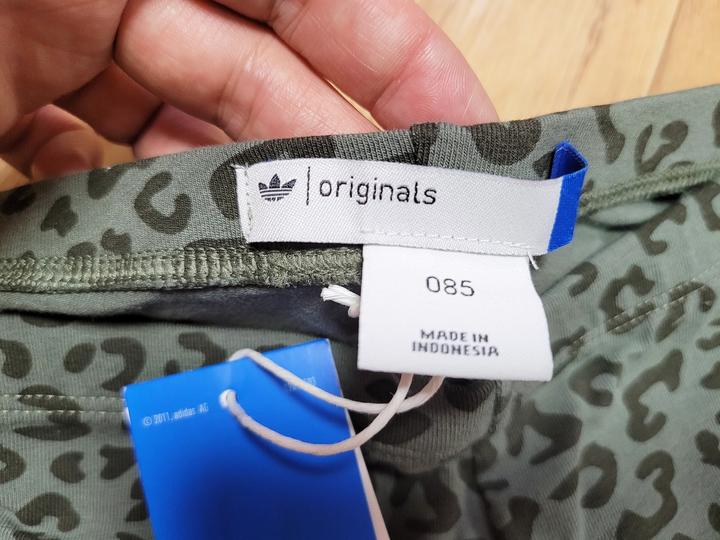 originals
085
MADE IN
INDONESIA
© 2011. adidas AG